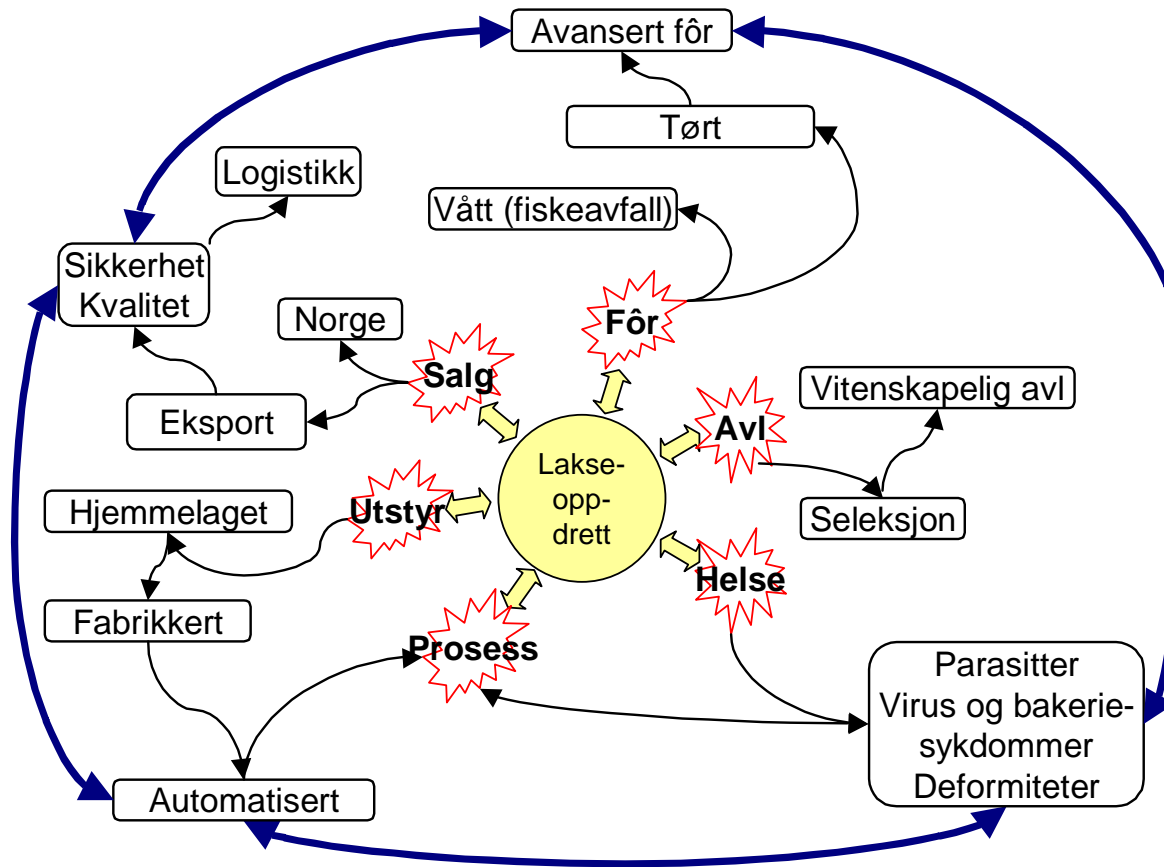 Avansert fôr
Tørt
Logistikk
Vått (fiskeavfall)
Sikkerhet
Kvalitet
Norge
Fôr
Salg
Vitenskapelig avl
Eksport
Avl
Lakse-
opp-
drett
Hjemmelaget
Utstyr
Seleksjon
Helse
Fabrikkert
Prosess
Parasitter
Virus og bakerie-
sykdommer
Deformiteter
Automatisert